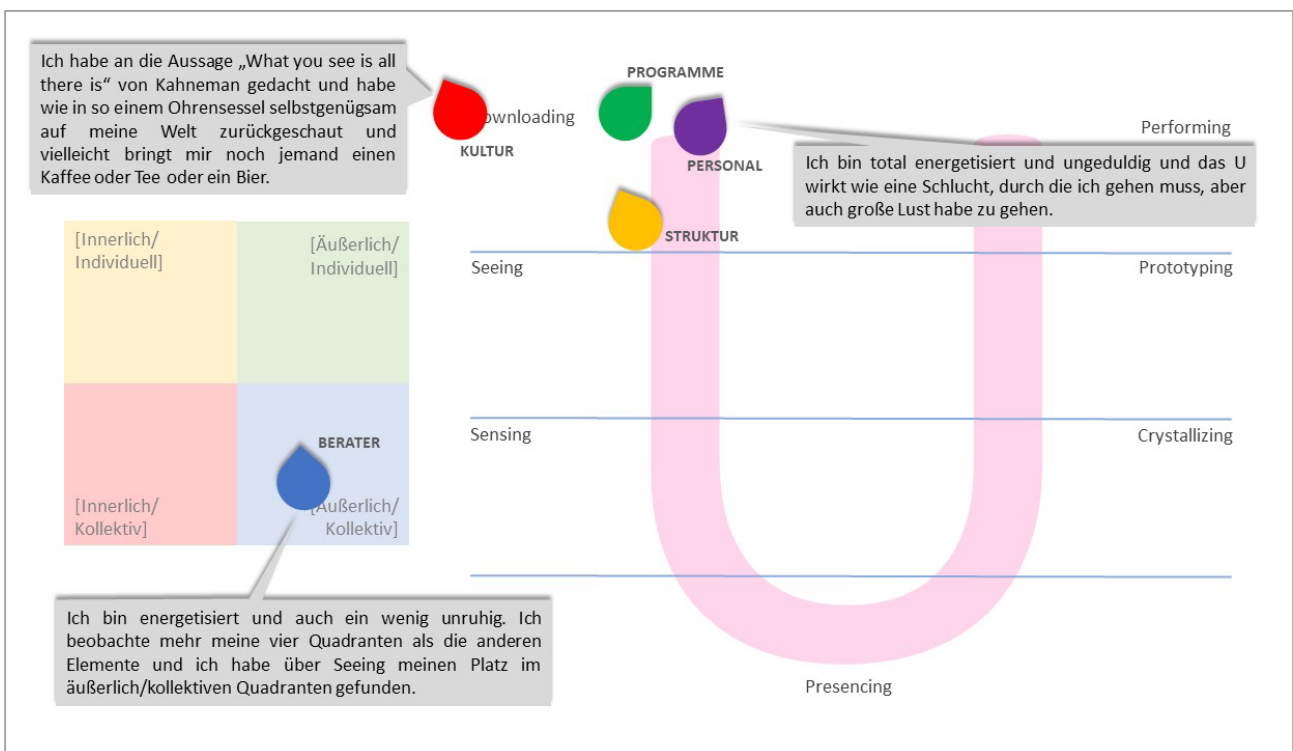 Ich habe an die Aussage „What you see is all
there is“ von Kahneman gedacht und habe
wie in so einem Ohrensessel selbstgenügsam
auf meine Welt zurückgeschaut und
vielleicht bringt mir noch jemand einen
Kaffee oder Tee oder ein Bier.
PROGRAMME
ownloading
KULTUR
PERSONAL
Performing
Ich bin total energetisiert und ungeduldig und das U
wirkt wie eine Schlucht, durch die ich gehen muss, aber
auch große Lust habe zu gehen.
STRUKTUR
[Innerlich/
Individuell]
[Äußerlich/
Individuell]
Seeing
Prototyping
Sensing
Crystallizing
BERATER
[Innerlich/
Kollektiv]
[Äußerlich/
Kollektiv]
Ich bin energetisiert und auch ein wenig unruhig. Ich
beobachte mehr meine vier Quadranten als die anderen
Elemente und ich habe über Seeing meinen Platz im
äußerlich/kollektiven Quadranten gefunden.
Presencing